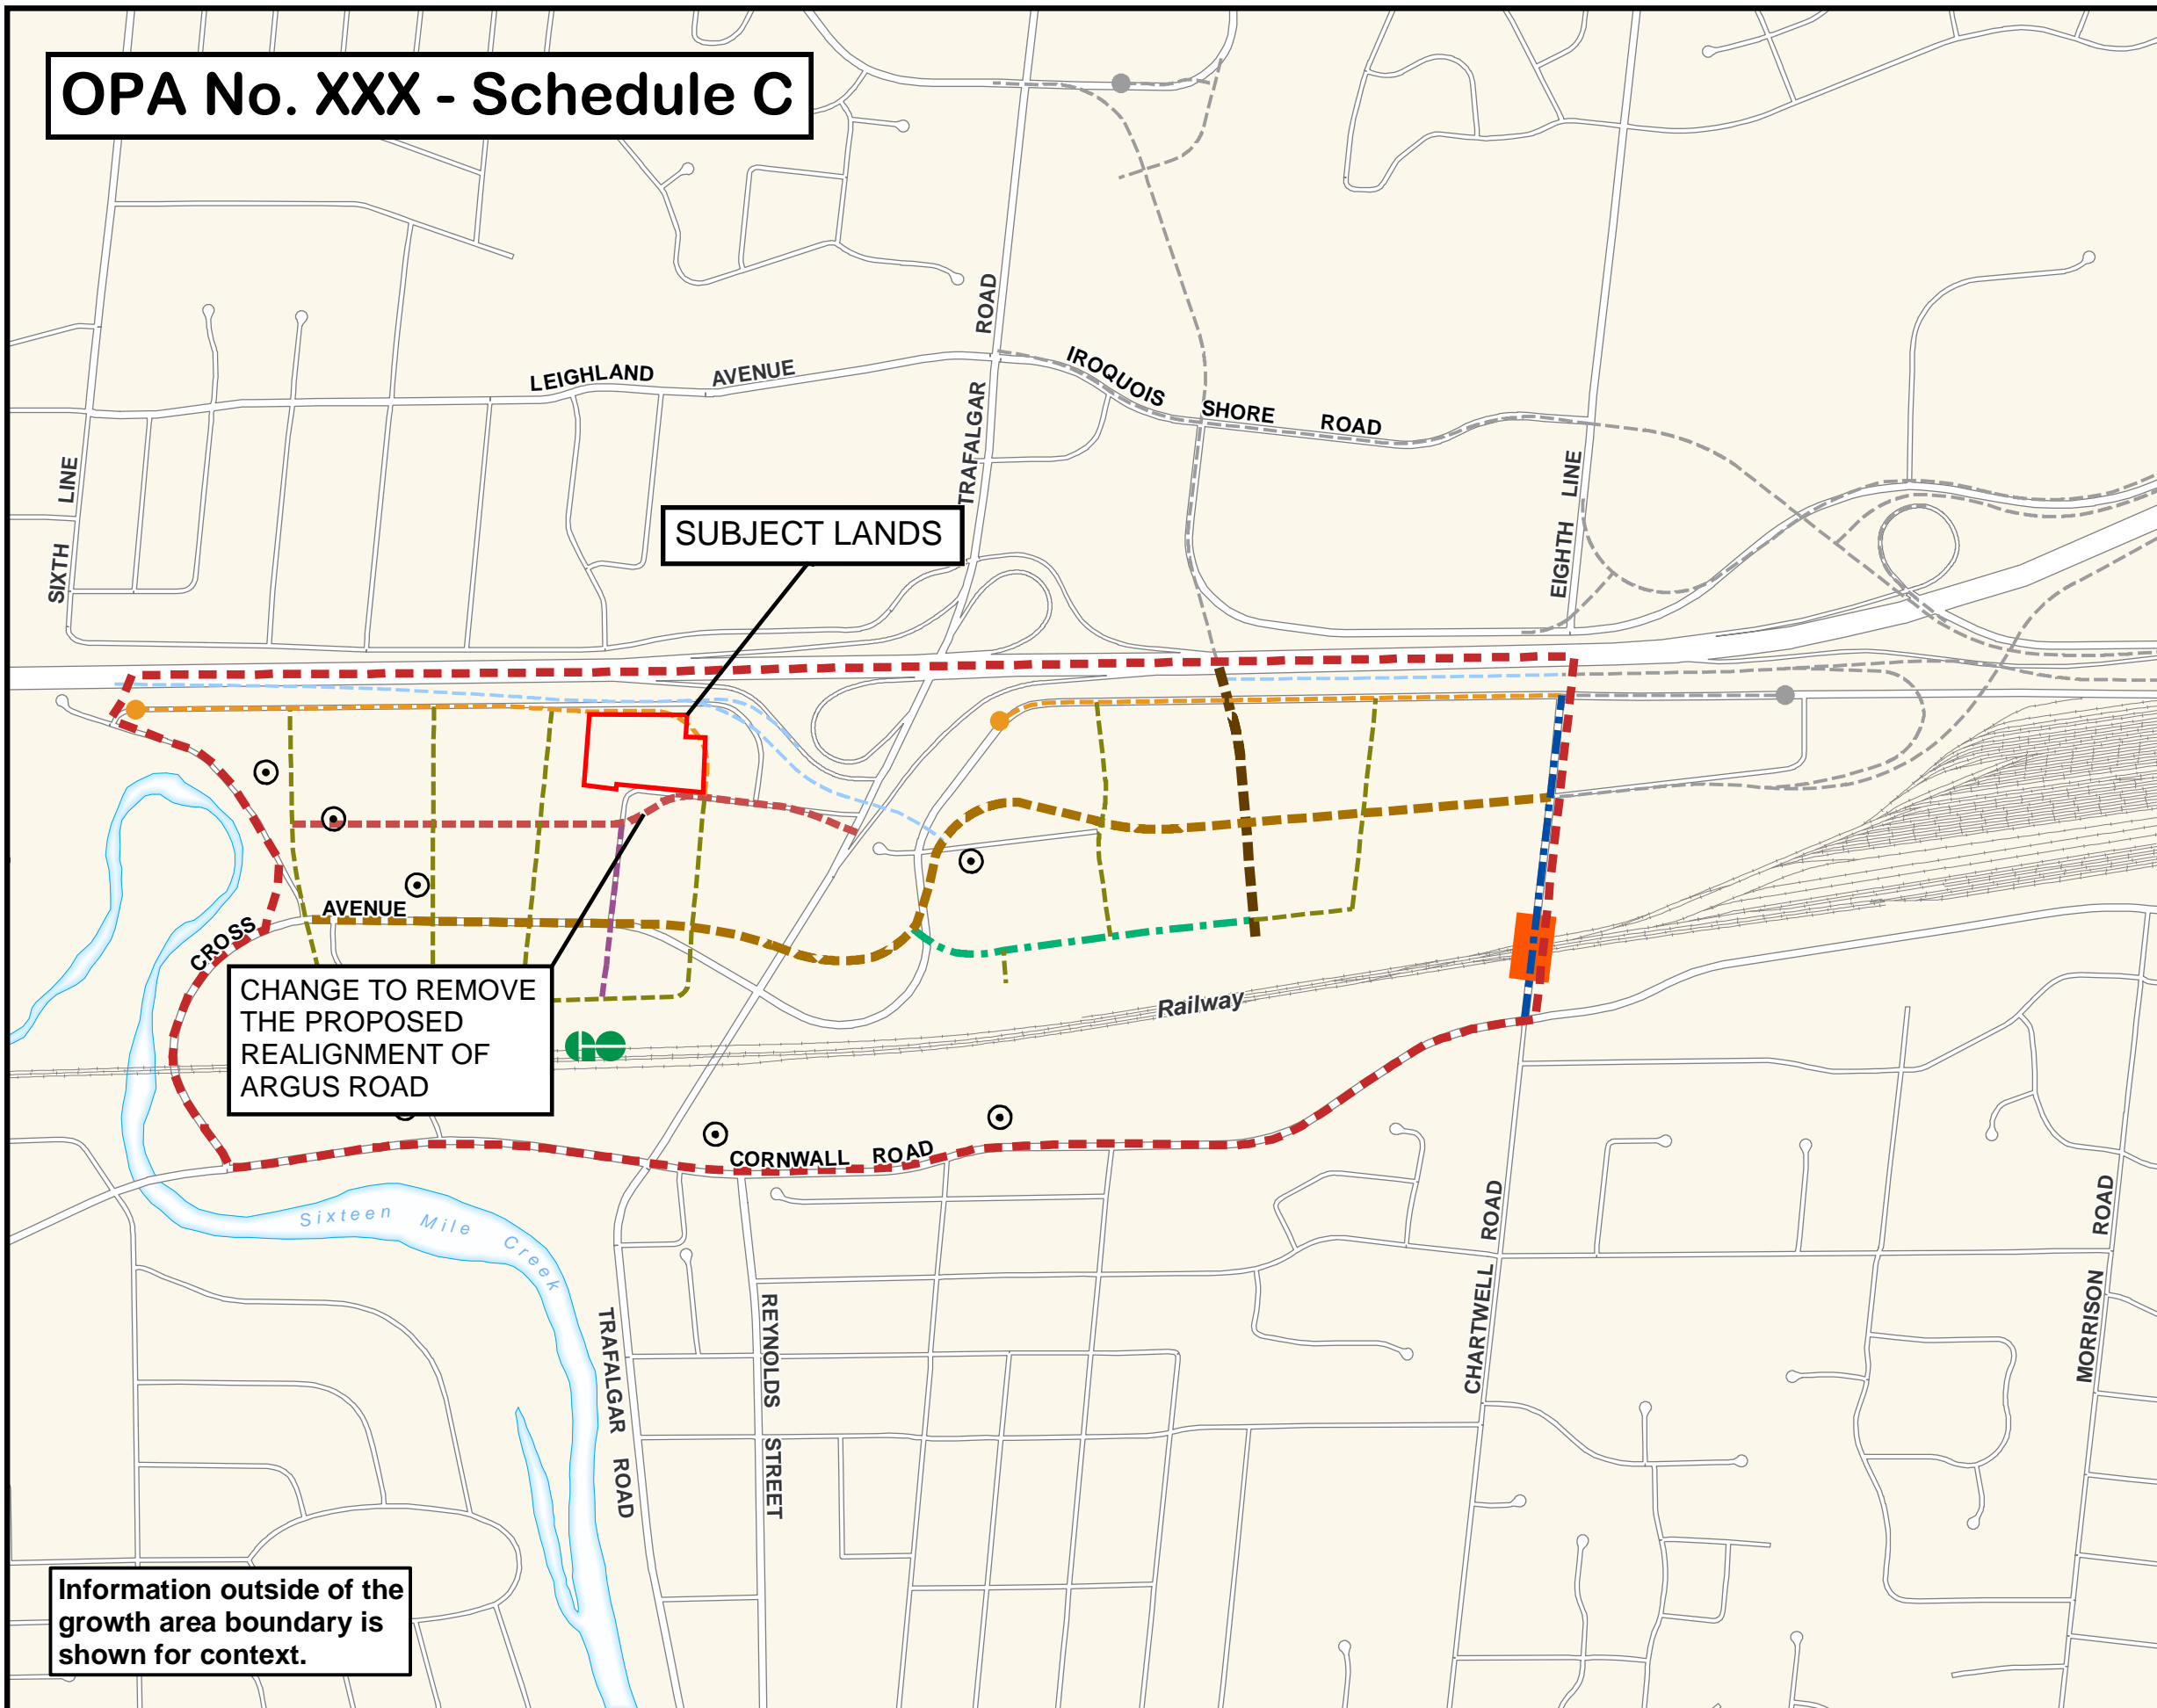 OPA No. XXX - Schedule C
ROAD
LEIGHLAND AVENUE
IROQUOIS SHORE ROAD
TRAFALGAR
SIXTH LINE
EIGHTH LINE
SUBJECT LANDS
CROSS AVENUE
CHANGE TO REMOVE
THE PROPOSED
REALIGNMENT OF
ARGUS ROAD
GO
Railway
CORNWALL ROAD
Sixteen Mile Creek
TRAFALGAR ROAD
REYNOLDS STREET
CHARTWELL ROAD
MORRISON ROAD
Information outside of the
growth area boundary is
shown for context.